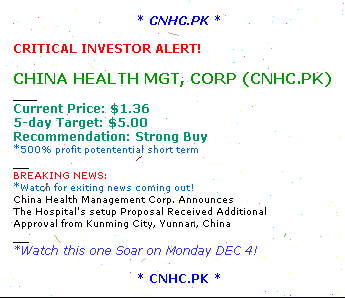 * CNHC.PK *
CRITICAL INVESTOR ALERT!
CHINA HEALTH MGT, CORP (CNHC.PK)
Current Price: $1.36
5-day Target: $5.00
Recommendation: Strong Buy
*500% profit potentential short term
BREAKING NEWS:
*Watch for exiting news coming out!
China Health Management Corp. Announces
The Hospital's setup Proposal Received Additional
Approval from Kunming City, Yunnan, China
*Watch this one Soar on Monday DEC 4!
* CNHC.PK *